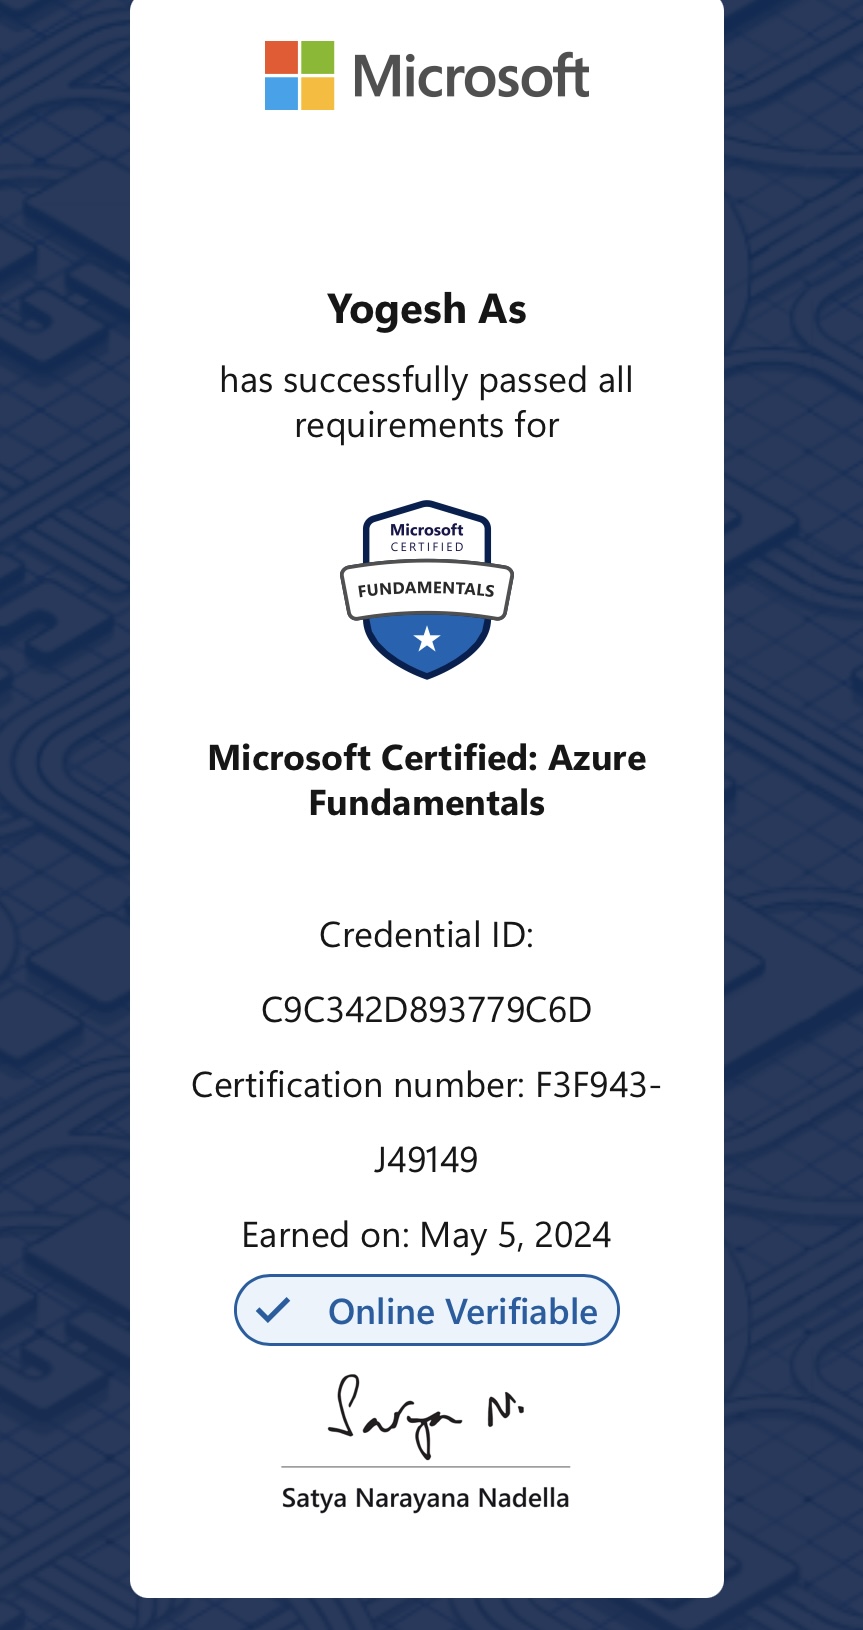 Microsoft
Yogesh As
has successfully passed all
requirements for
Microsoft
CERTIFIED
FUNDAMENTALS
Microsoft Certified: Azure
Fundamentals
Credential ID:
C9C342D893779C6D
Certification number: F3F943-
J49149
Earned on: May 5, 2024
Online Verifiable
Satya N.
Satya Narayana Nadella